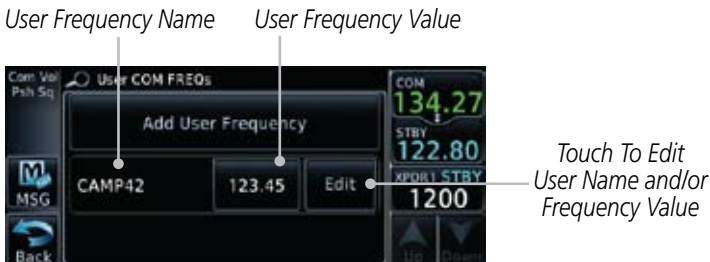 User Frequency Name
User Frequency Value
Com Vol
Psh Sq
User COM FREQs
COM
134.27
Add User Frequency
STBY
122.80
Touch To Edit
User Name and/or
Frequency Value
MSG
CAMP42
123.45
Edit
XPDR1 STBY
1200
Back
Up
Down